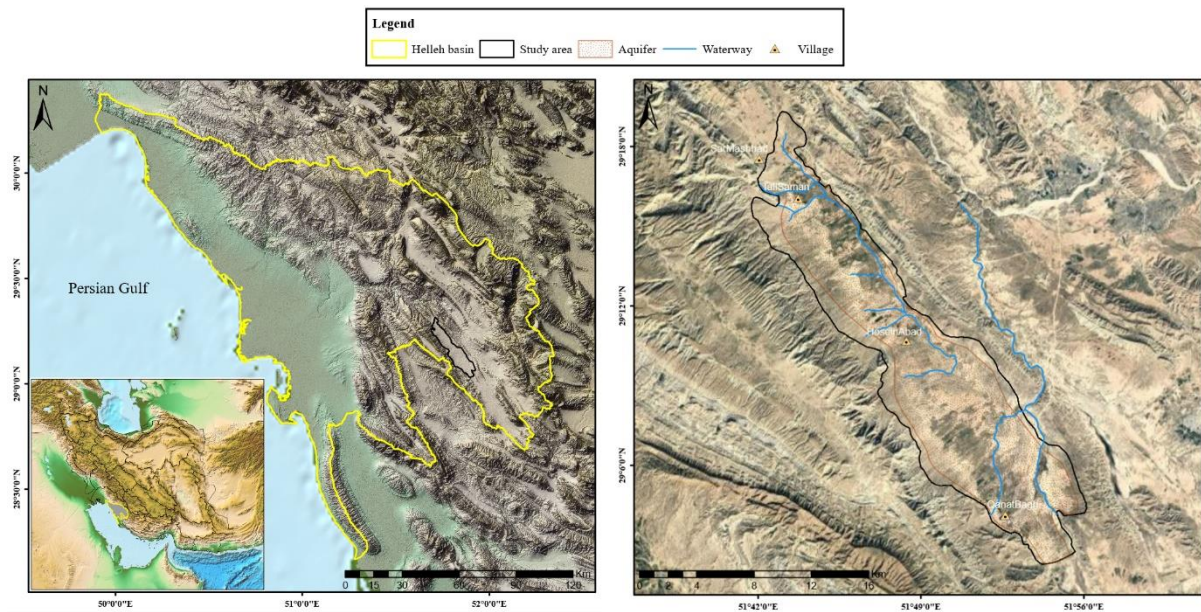 Legend
Helleh basin Study area Aquifer Waterway Village
N
30°0'0"N
29°30'0"N
29°0'0"N
28°30'0"N
Persian Gulf
0 15 30 60 90 120
Km
50°0'0"E 51°0'0"E 52°0'0"E
N
29°18'0"N
29°12'0"N
29°6'0"N
SarMashhad
HoseinAbad
0 2 4 8 12 16
Km
51°42'0"E 51°49'0"E 51°56'0"E